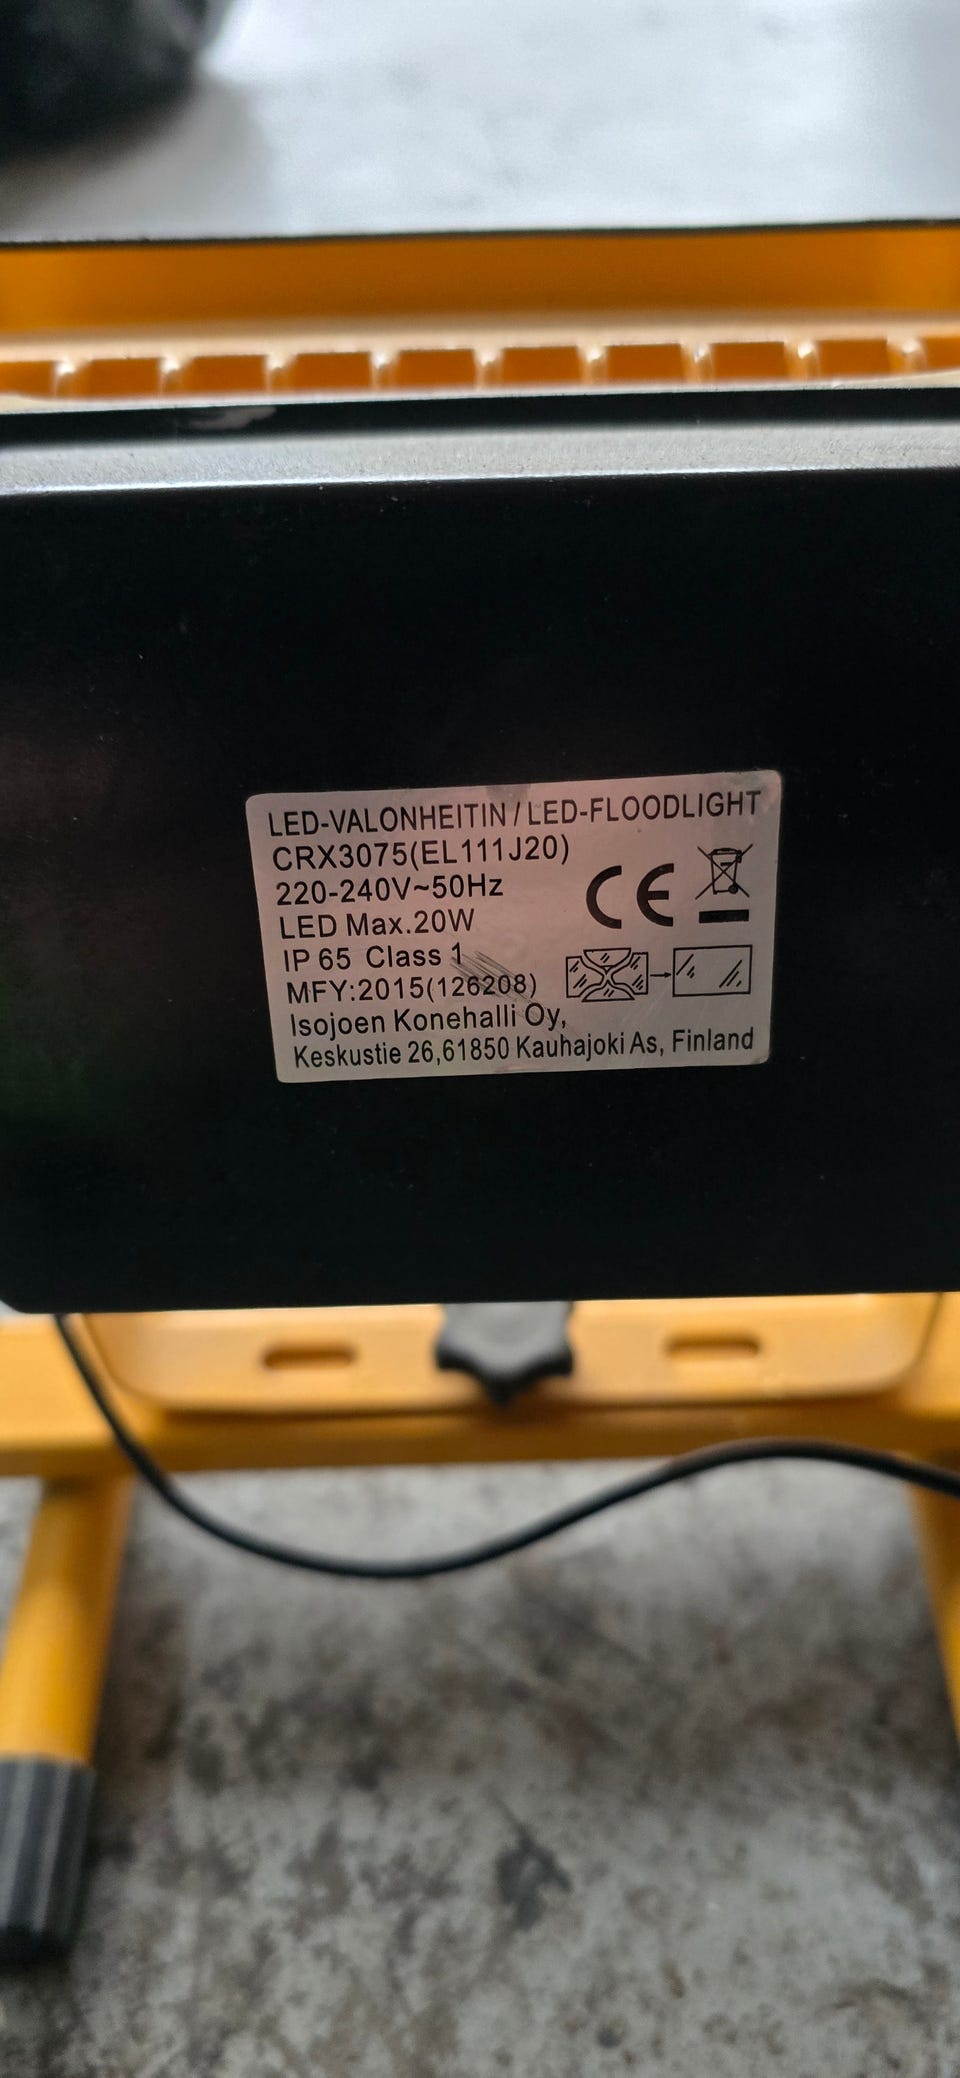 LED-VALONHEITIN / LED-FLOODLIGHT
CRX3075(EL111J20)
220-240V~50Hz
LED Max.20W
IP 65 Class 1
MFY:2015(126208)
CE
Isojoen Konehalli Oy,
Keskustie 26,61850 Kauhajoki As, Finland